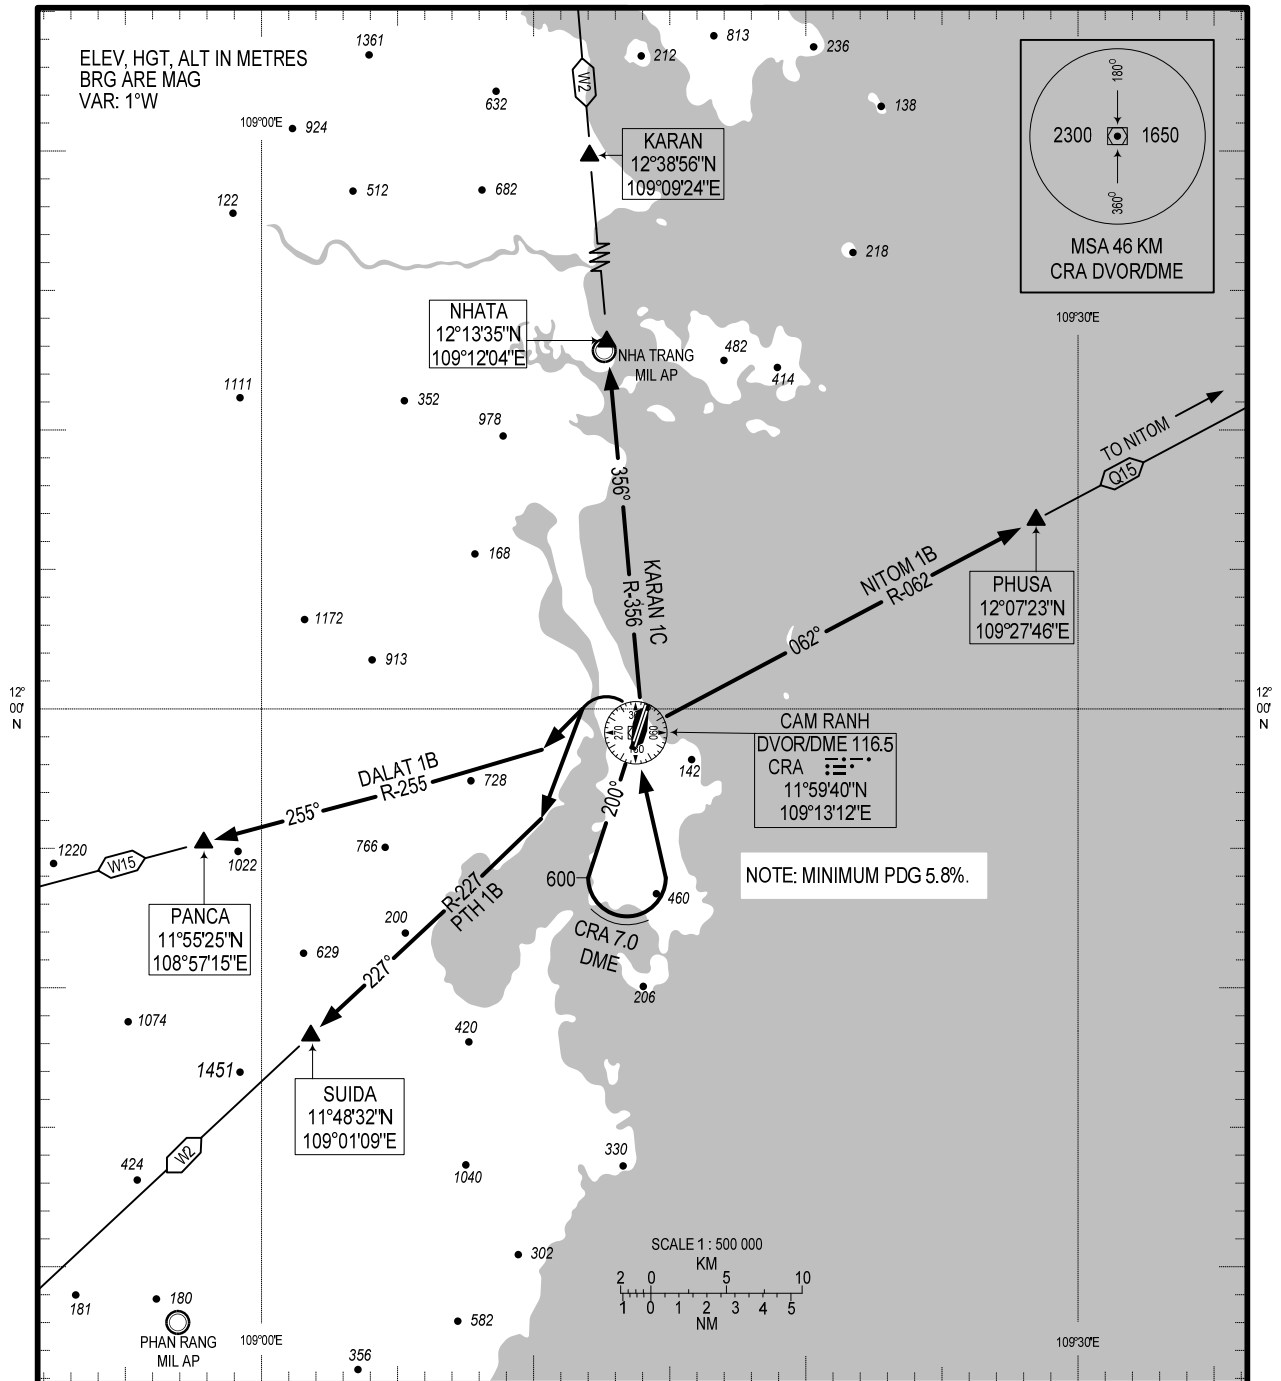 ELEV, HGT, ALT IN METRES
BRG ARE MAG
VAR: 1°W
1361
632
109°00'E
924
512
682
122
W2
212
813
236
138
KARAN
12°38'56"N
109°09'24"E
218
180°
2300
1650
360°
MSA 46 KM
CRA DVOR/DME
109°30'E
NHATA
12°13'35"N
109°12'04"E
NHA TRANG
MIL AP
482
414
1111
352
978
TO NITOM
Q15
356°
168
KARAN 1C
R-356
NITOM 1B
R-062
062°
PHUSA
12°07'23"N
109°27'46"E
1172
913
12°
00'
N
12°
00'
N
36
090
180
270
CAM RANH
DVOR/DME 116.5
CRA
11°59'40"N
109°13'12"E
142
DALAT 1B
R-255
255°
728
200°
766
1220
W15
1022
600
460
NOTE: MINIMUM PDG 5.8%.
R-227
PTH 1B
227°
PANCA
11°55'25"N
108°57'15"E
200
629
CRA 7.0
DME
206
1074
420
1451
SUIDA
11°48'32"N
109°01'09"E
W2
424
1040
330
302
SCALE 1 : 500 000
KM
2 0 5 10
1 0 1 2 3 4 5
NM
181
180
582
PHAN RANG
MIL AP
109°00'E
356
109°30'E